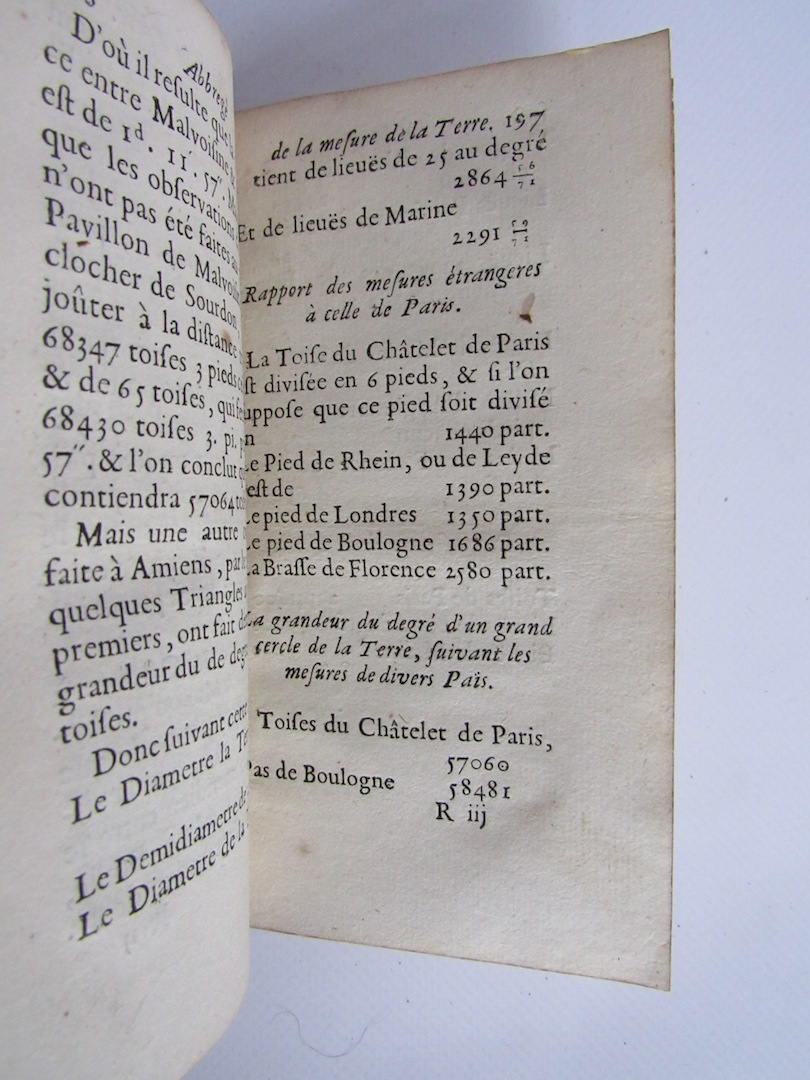 Abbregé
D'où il reſulte que
ce entre Malvoiſine
eſt de 1d. 11′. 57″.
que les obſervations
n'ont pas été faites au
Pavillon de Malvoiſ
clocher de Sourdon,
joûter à la diſtance
68347 toiſes 3 pieds
& de 65 toiſes, qui
68430 toiſes 3. pi.
57″. & l'on conclut
contiendra 57064
Mais une autre
faite à Amiens, par
quelques Triangles
premiers, ont fait
grandeur du de
toiſes.
Donc ſuivant cette
Le Diametre la
Le Demidiametre de
Le Diametre de la
de la meſure de la Terre. 197
tient de lieuës de 25 au degré
2864 56/71
Et de lieuës de Marine
2291 59/71
Rapport des meſures étrangeres
à celle de Paris.
La Toiſe du Châtelet de Paris
ſt diviſée en 6 pieds, & ſi l'on
uppoſe que ce pied ſoit diviſé
n 1440 part.
Le Pied de Rhein, ou de Leyde
eſt de 1390 part.
Le pied de Londres 1350 part.
Le pied de Boulogne 1686 part.
La Braſſe de Florence 2580 part.
La grandeur du degré d'un grand
cercle de la Terre, ſuivant les
meſures de divers Païs.
Toiſes du Châtelet de Paris,
57060
Pas de Boulogne 58481
R iij